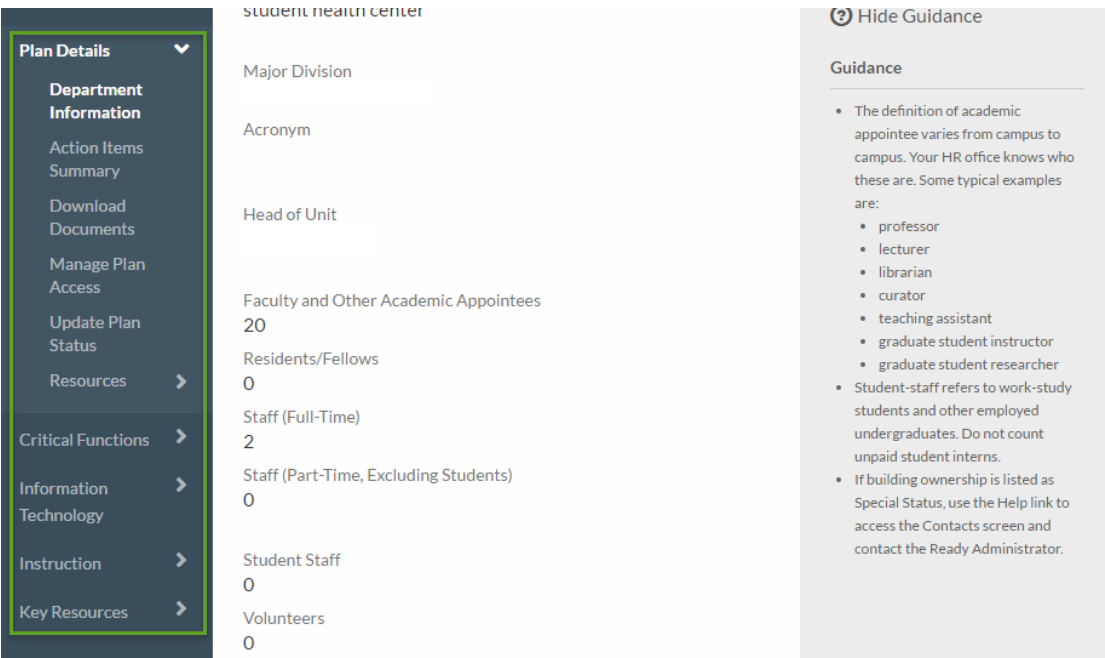 Plan Details
Department
Information
Action Items
Summary
Download
Documents
Manage Plan
Access
Update Plan
Status
Resources
Critical Functions
Information
Technology
Instruction
Key Resources
student health center
Major Division
Acronym
Head of Unit
Faculty and Other Academic Appointees
20
Residents/Fellows
0
Staff (Full-Time)
2
Staff (Part-Time, Excluding Students)
0
Student Staff
0
Volunteers
0
? Hide Guidance
Guidance
• The definition of academic
appointee varies from campus to
campus. Your HR office knows who
these are. Some typical examples
are:
• professor
• lecturer
• librarian
• curator
• teaching assistant
• graduate student instructor
• graduate student researcher
• Student-staff refers to work-study
students and other employed
undergraduates. Do not count
unpaid student interns.
• If building ownership is listed as
Special Status, use the Help link to
access the Contacts screen and
contact the Ready Administrator.